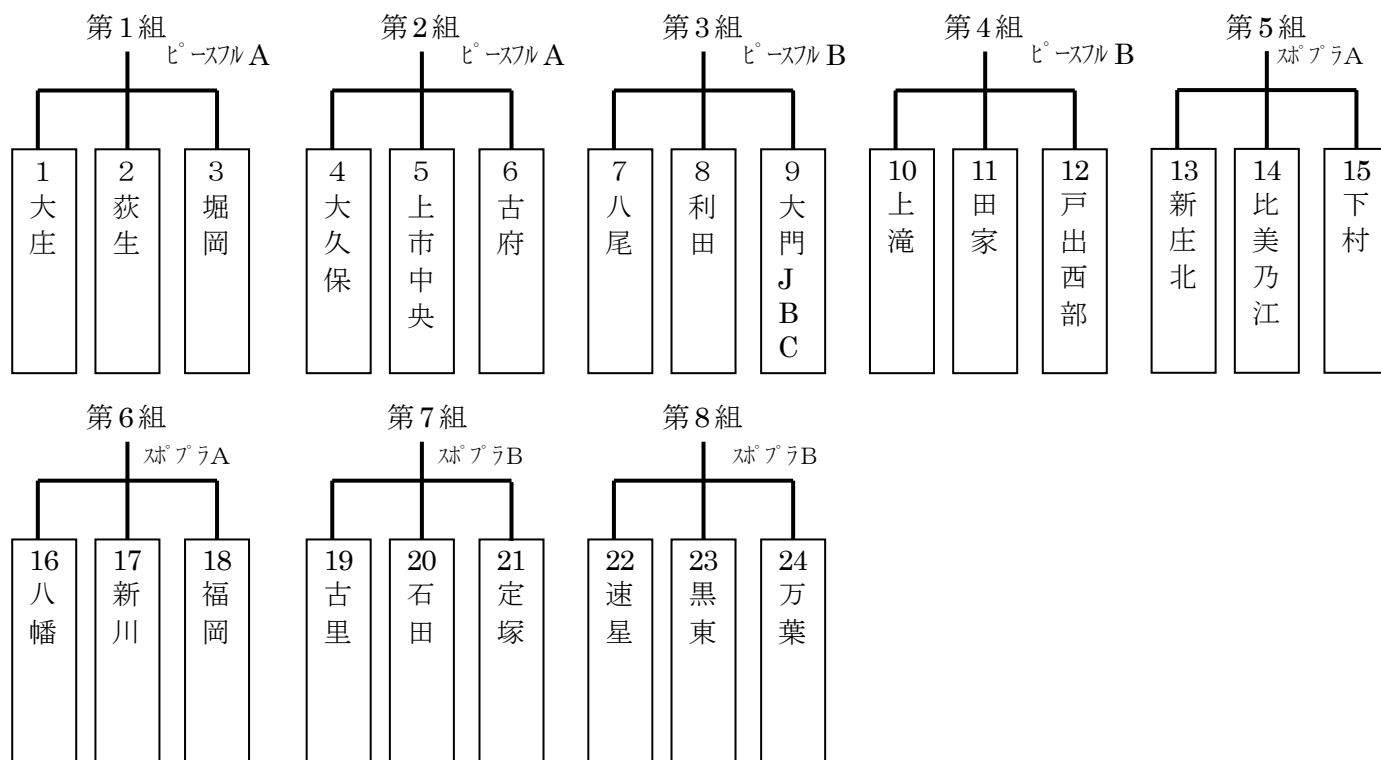 第1組 第2組 第3組 第4組 第5組
ピースフルA ピースフルA ピースフルB ピースフルB スポプラA
1 大庄
2 荻生
3 堀岡
4 大久保
5 上市中央
6 古府
7 八尾
8 利田
9 大門JBC
10 上滝
11 田家
12 戸出西部
13 新庄北
14 比美乃江
15 下村
第6組 第7組 第8組
スポプラA スポプラB スポプラB
16 八幡
17 新川
18 福岡
19 古里
20 石田
21 定塚
22 速星
23 黒東
24 万葉